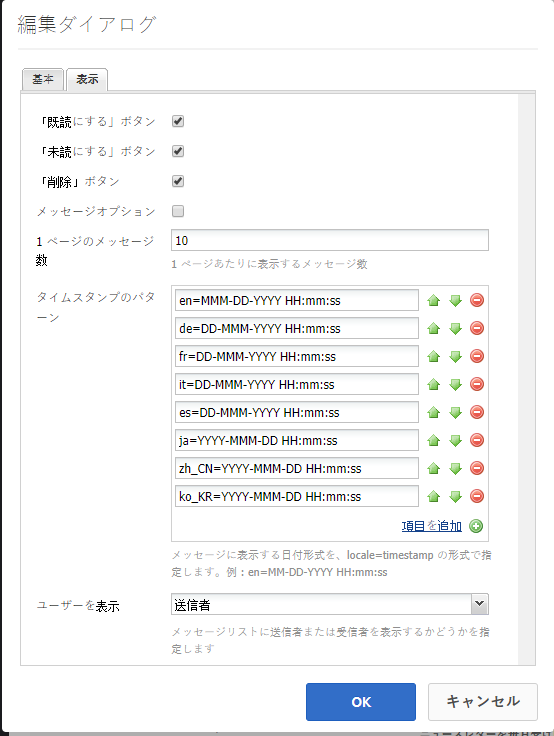 編集ダイアログ
基本 表示
「既読にする」ボタン
「未読にする」ボタン
「削除」ボタン
メッセージオプション
1 ページのメッセージ
数
10
1 ページあたりに表示するメッセージ数
タイムスタンプのパタ
ーン
en=MMM-DD-YYYY HH:mm:ss
de=DD-MMM-YYYY HH:mm:ss
fr=DD-MMM-YYYY HH:mm:ss
it=DD-MMM-YYYY HH:mm:ss
es=DD-MMM-YYYY HH:mm:ss
ja=YYYY-MMM-DD HH:mm:ss
zh_CN=YYYY-MMM-DD HH:mm:ss
ko_KR=YYYY-MMM-DD HH:mm:ss
項目を追加
メッセージに表示する日付形式を、locale=timestamp の形式で指
定します。例：en=MM-DD-YYYY HH:mm:ss
ユーザーを表示
送信者
メッセージリストに送信者または受信者を表示するかどうかを指
定します
OK キャンセル